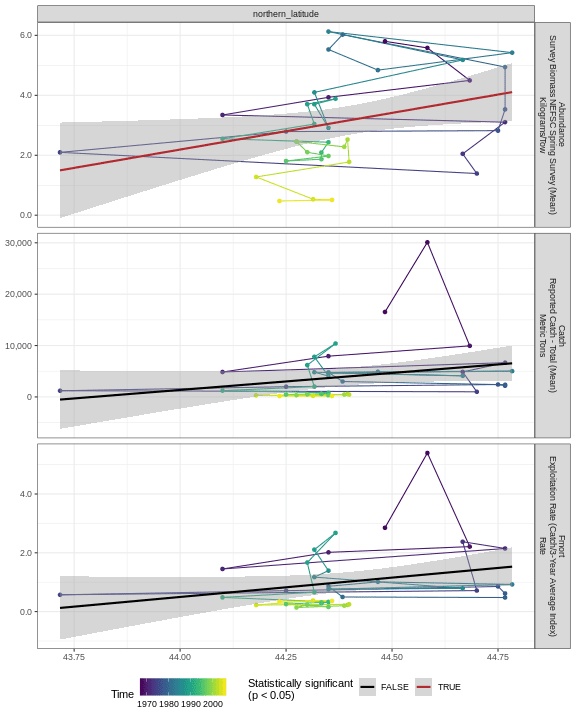 northern_latitude
6.0
4.0
2.0
0.0
Abundance
Survey Biomass NEFSC Spring Survey (Mean)
Kilograms/tow
30,000
20,000
10,000
0
Catch
Reported Catch - Total (Mean)
Metric Tons
4.0
2.0
0.0
Fmort
Exploitation Rate (Catch/3-Year Average Index)
Rate
43.75 44.00 44.25 44.50 44.75
Time
1970 1980 1990 2000
Statistically significant
(p < 0.05)
FALSE
TRUE